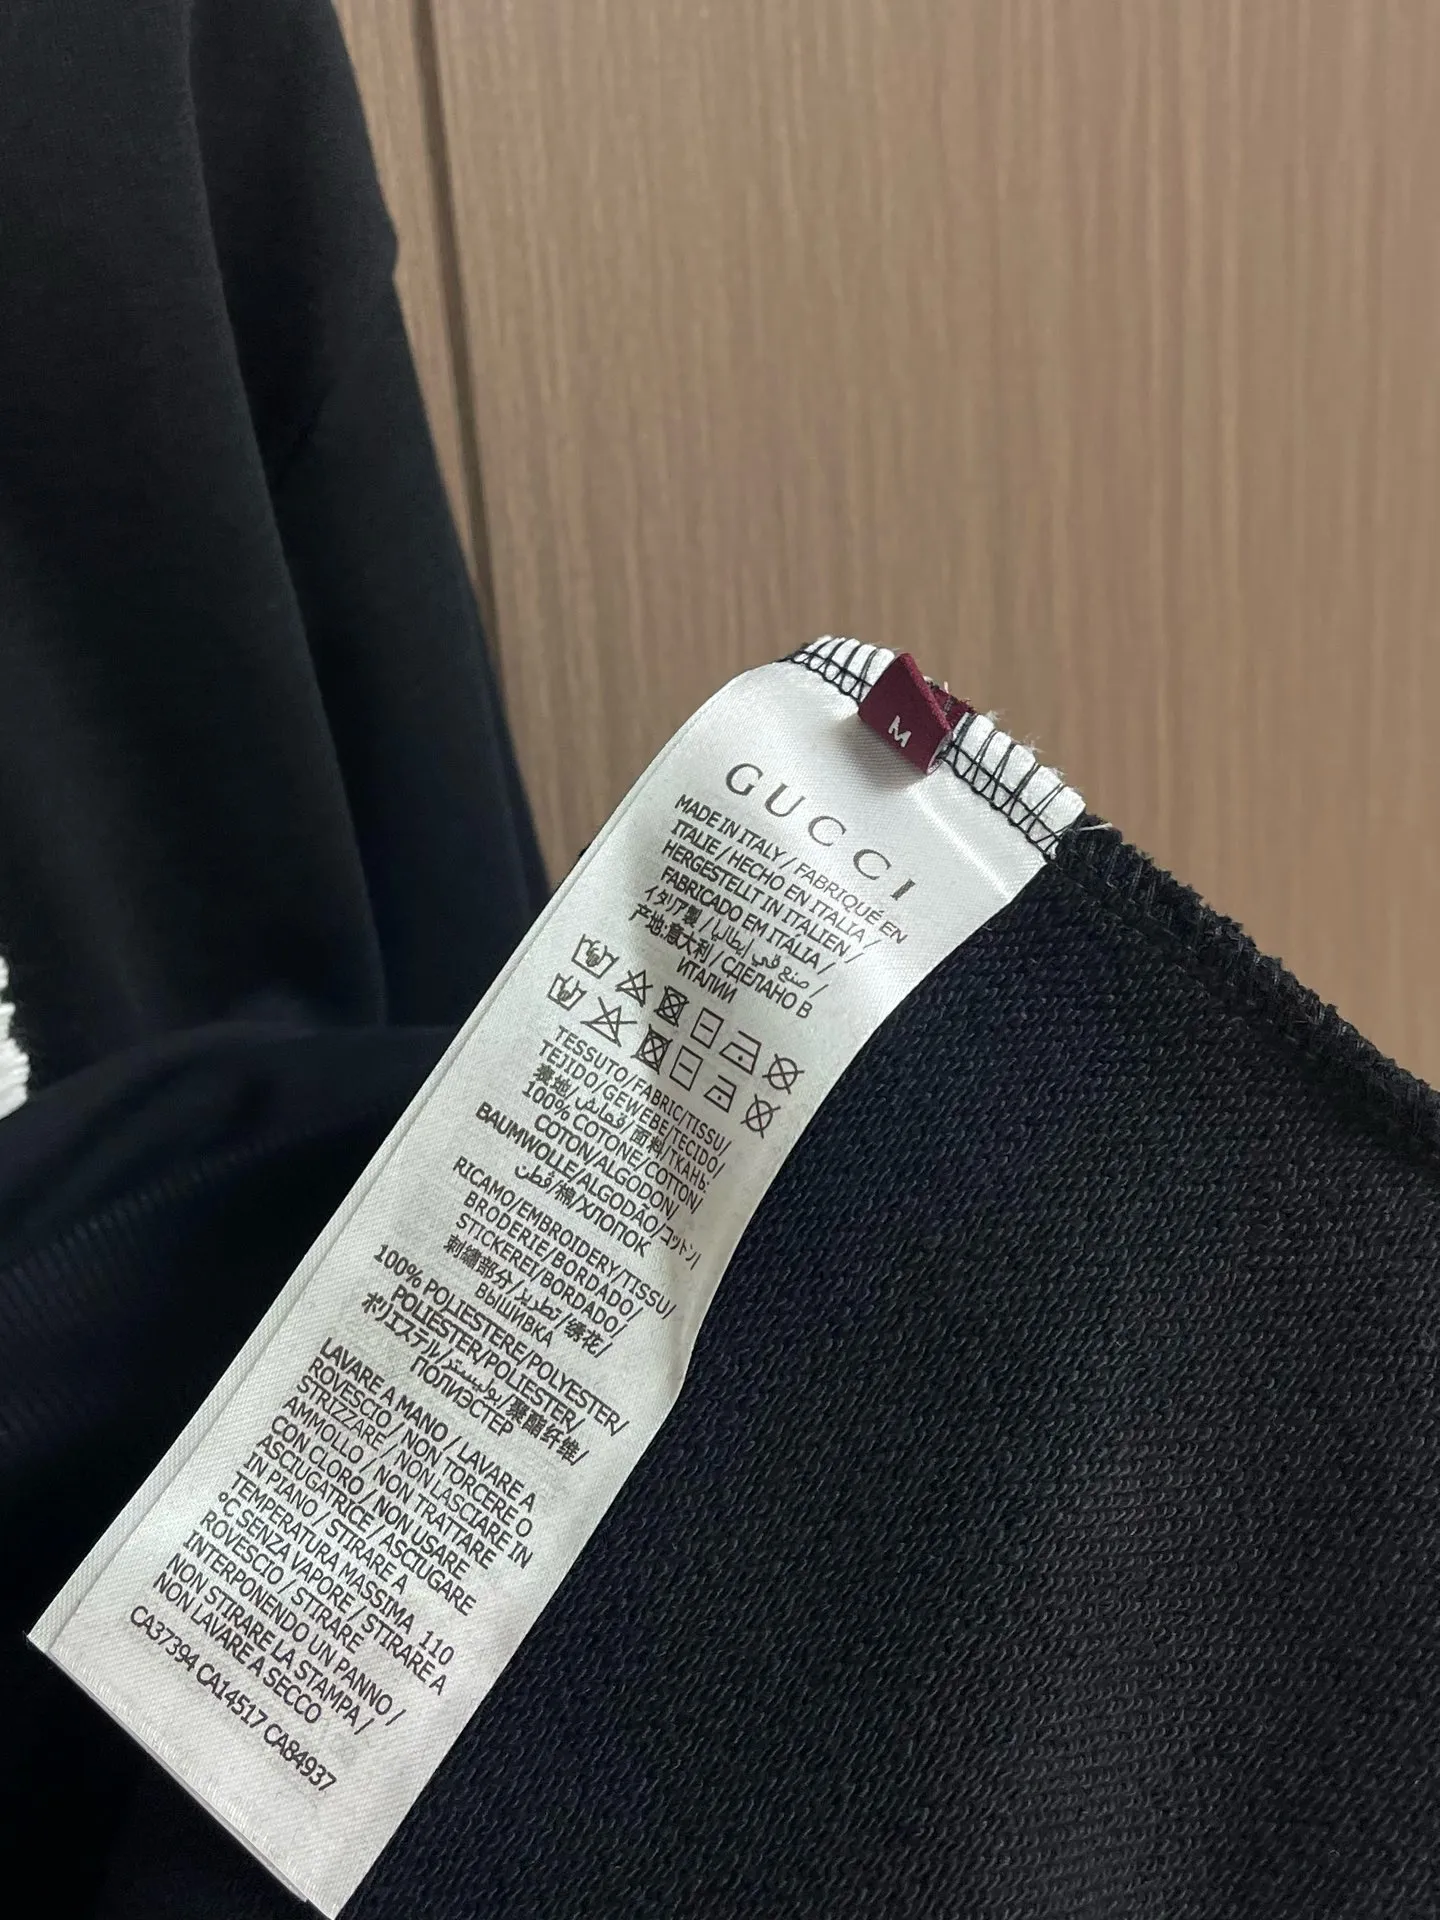 M
GUCCI
MADE IN ITALY / FABRIQUÉ EN
ITALIE / HECHO EN ITALIA /
HERGESTELLT IN ITALIEN /
FABRICADO EM ITÁLIA /
イタリア製 / صنع في إيطاليا /
产地:意大利 / СДЕЛАНО В
ИТАЛИИ
TESSUTO/FABRIC/TISSU/
TEJIDO/GEWEBE/TECIDO/
表地/قماش/面料/ТКАНЬ:
100% COTONE/COTTON/
COTON/ALGODON/
BAUMWOLLE/ALGODÃO/コットン/
قطن/棉/ХЛОПОК
RICAMO/EMBROIDERY/TISSU/
BRODERIE/BORDADO/
STICKEREI/BORDADO/
刺繍部分/تطريز/绣花/
ВЫШИВКА
100% POLIESTERE/POLYESTER/
POLIESTER/POLIESTER/
ポリエステル/بوليستر/聚酯纤维/
ПОЛИЭСТЕР
LAVARE A MANO / LAVARE A
ROVESCIO / NON TORCERE O
STRIZZARE / NON LASCIARE IN
AMMOLLO / NON TRATTARE
CON CLORO / NON USARE
ASCIUGATRICE / ASCIUGARE
IN PIANO / STIRARE A
TEMPERATURA MASSIMA 110
°C SENZA VAPORE / STIRARE A
ROVESCIO / STIRARE
INTERPONENDO UN PANNO /
NON STIRARE LA STAMPA /
NON LAVARE A SECCO
CA37394 CA14517 CA84937